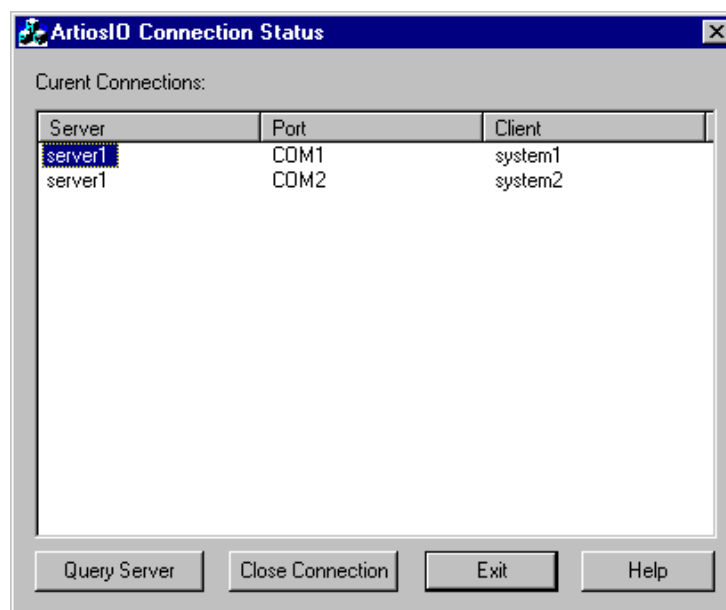 ArtiosIO Connection Status
Curent Connections:
Server Port Client
server1 COM1 system1
server1 COM2 system2
Query Server Close Connection Exit Help